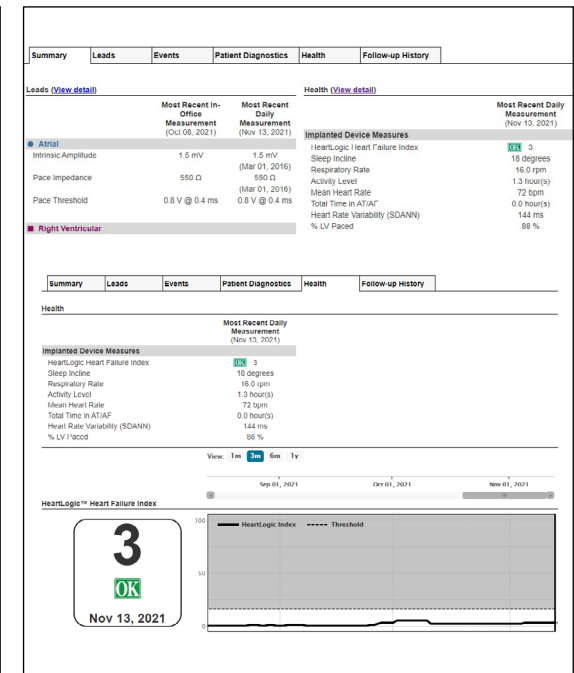 Summary Leads Events Patient Diagnostics Health Follow-up History
Leads (View detail)
Most Recent In-Office Measurement (Oct 08, 2021) Most Recent Daily Measurement (Nov 13, 2021)
Atrial
Intrinsic Amplitude 1.5 mV 1.5 mV
(Mar 01, 2016)
Pace Impedance 550 Ω 550 Ω
(Mar 01, 2016)
Pace Threshold 0.8 V @ 0.4 ms 0.8 V @ 0.4 ms
Right Ventricular
Health (View detail)
Most Recent Daily
Measurement
(Nov 13, 2021)
Implanted Device Measures
HeartLogic Heart Failure Index OK 3
Sleep Incline 18 degrees
Respiratory Rate 16.0 rpm
Activity Level 1.3 hour(s)
Mean Heart Rate 72 bpm
Total Time in AT/AF 0.0 hour(s)
Heart Rate Variability (SDANN) 144 ms
% LV Paced 88 %
Summary Leads Events Patient Diagnostics Health Follow-up History
Health
Most Recent Daily
Measurement
(Nov 13, 2021)
Implanted Device Measures
HeartLogic Heart Failure Index OK 3
Sleep Incline 18 degrees
Respiratory Rate 16.0 rpm
Activity Level 1.3 hour(s)
Mean Heart Rate 72 bpm
Total Time in AT/AF 0.0 hour(s)
Heart Rate Variability (SDANN) 144 ms
% LV Paced 88 %
View: 1m 3m 6m 1y
Sep 01, 2021 Oct 01, 2021 Nov 01, 2021
HeartLogic™ Heart Failure Index
3
OK
Nov 13, 2021
HeartLogic Index Threshold
100
50
0